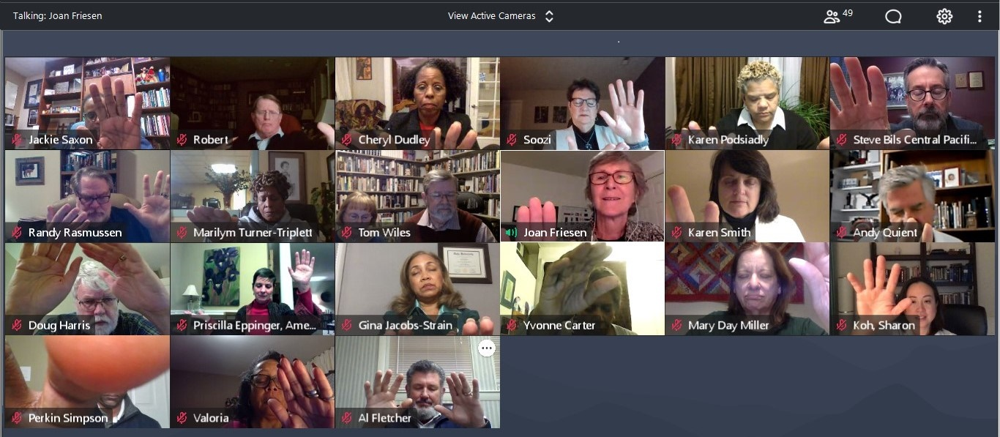 Talking: Joan Friesen
View Active Cameras
49
Jackie Saxon
Robert
Cheryl Dudley
Soozi
Karen Podsiadly
Steve Bils Central Pacifi...
Randy Rasmussen
Marilym Turner-Triplett
Tom Wiles
Joan Friesen
Karen Smith
Andy Quient
Doug Harris
Priscilla Eppinger, Ame...
Gina Jacobs-Strain
Yvonne Carter
Mary Day Miller
Koh, Sharon
Perkin Simpson
Valoria
Al Fletcher